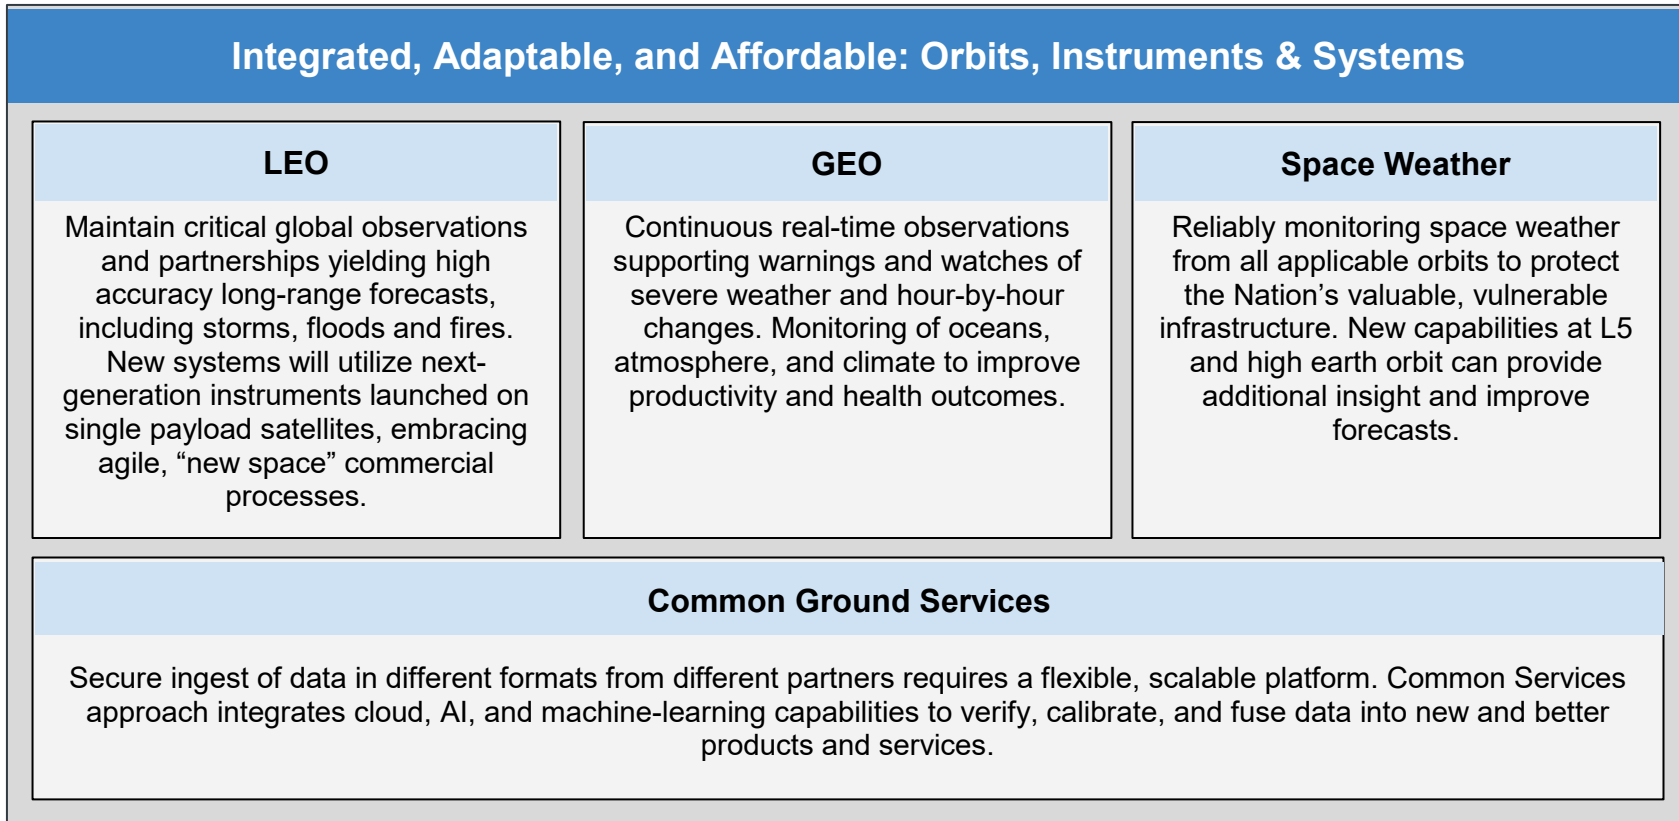 Integrated, Adaptable, and Affordable: Orbits, Instruments & Systems
LEO
Maintain critical global observations
and partnerships yielding high
accuracy long-range forecasts,
including storms, floods and fires.
New systems will utilize next-
generation instruments launched on
single payload satellites, embracing
agile, “new space” commercial
processes.
GEO
Continuous real-time observations
supporting warnings and watches of
severe weather and hour-by-hour
changes. Monitoring of oceans,
atmosphere, and climate to improve
productivity and health outcomes.
Space Weather
Reliably monitoring space weather
from all applicable orbits to protect
the Nation’s valuable, vulnerable
infrastructure. New capabilities at L5
and high earth orbit can provide
additional insight and improve
forecasts.
Common Ground Services
Secure ingest of data in different formats from different partners requires a flexible, scalable platform. Common Services
approach integrates cloud, AI, and machine-learning capabilities to verify, calibrate, and fuse data into new and better
products and services.